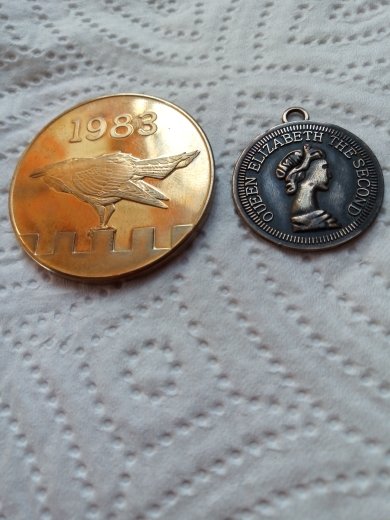 1983
QUEEN ELIZABETH THE SECOND